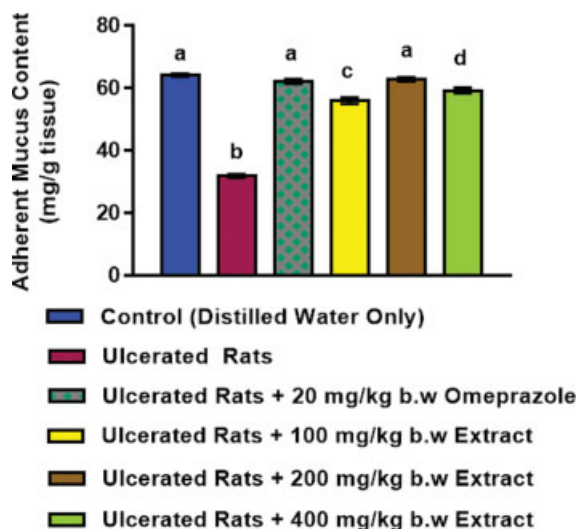 Adherent Mucus Content
(mg/g tissue)
80
60
40
20
0
a
b
a
c
a
d
Control (Distilled Water Only)
Ulcerated Rats
Ulcerated Rats + 20 mg/kg b.w Omeprazole
Ulcerated Rats + 100 mg/kg b.w Extract
Ulcerated Rats + 200 mg/kg b.w Extract
Ulcerated Rats + 400 mg/kg b.w Extract